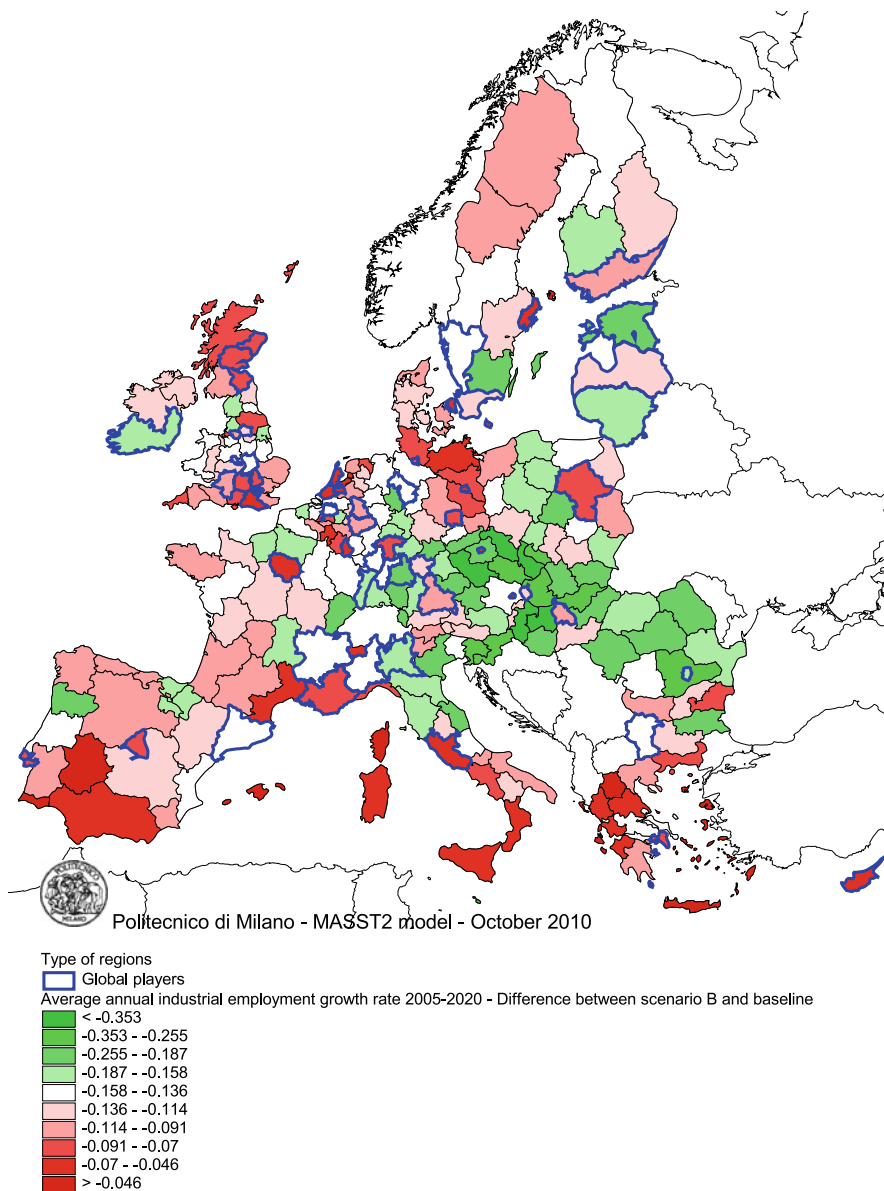 POLITECNICO
MILANO
Politecnico di Milano - MASST2 model - October 2010
Type of regions
Global players
Average annual industrial employment growth rate 2005-2020 - Difference between scenario B and baseline
< -0.353
-0.353 - -0.255
-0.255 - -0.187
-0.187 - -0.158
-0.158 - -0.136
-0.136 - -0.114
-0.114 - -0.091
-0.091 - -0.07
-0.07 - -0.046
> -0.046